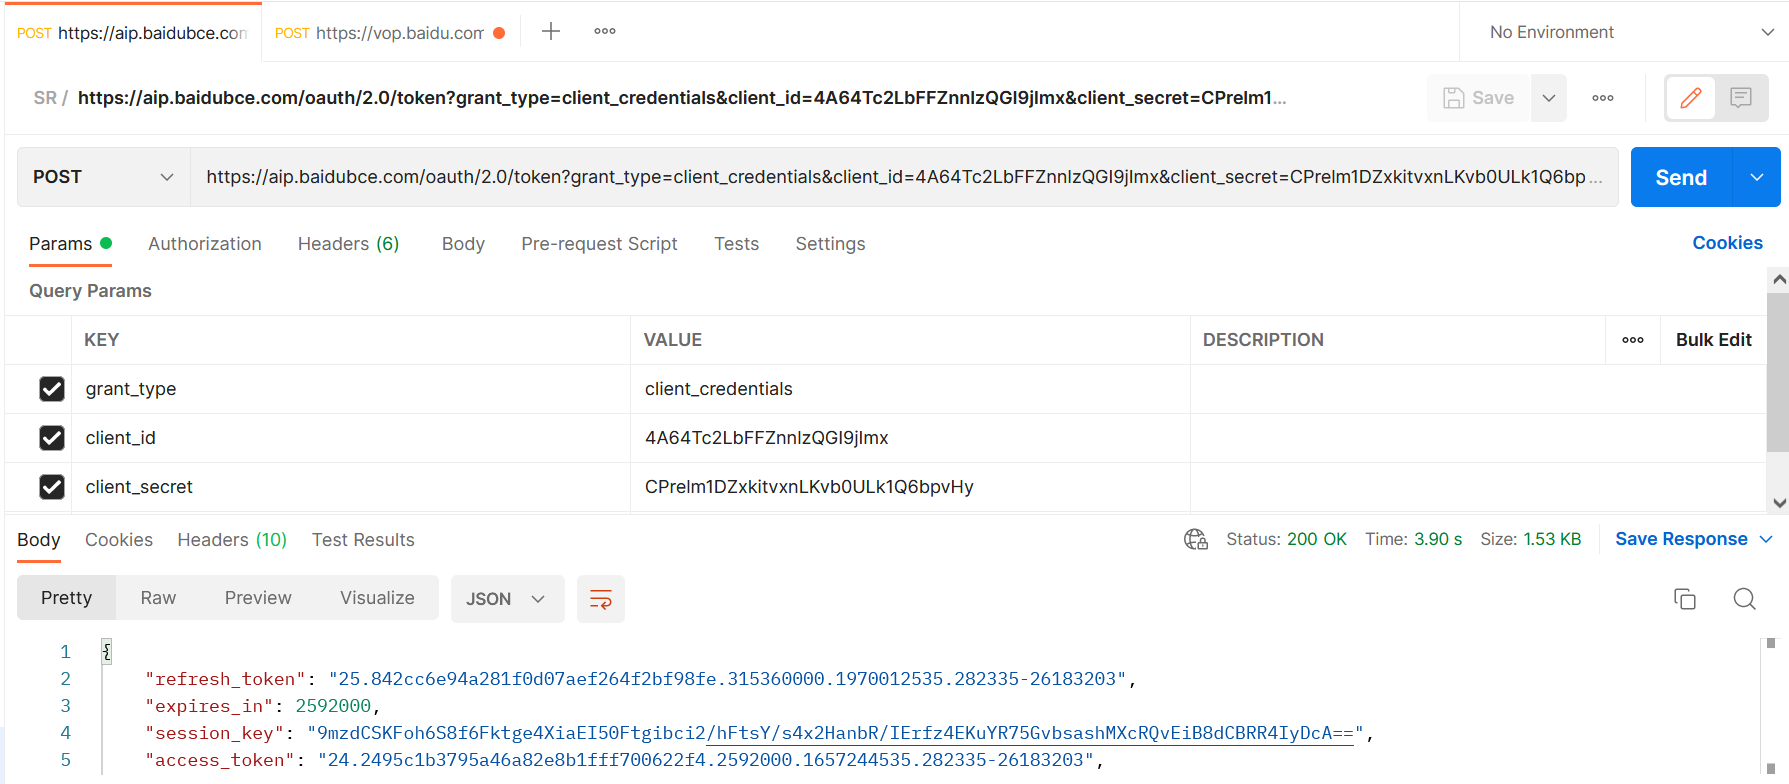 POST https://aip.baidubce.con POST https://vop.baidu.com No Environment
SR / https://aip.baidubce.com/oauth/2.0/token?grant_type=client_credentials&client_id=4A64Tc2LbFFZnnlzQGI9jImx&client_secret=CPrelm1... Save
POST https://aip.baidubce.com/oauth/2.0/token?grant_type=client_credentials&client_id=4A64Tc2LbFFZnnlzQGI9jImx&client_secret=CPrelm1DZxkitvxnLKvb0ULk1Q6bp... Send
Params Authorization Headers (6) Body Pre-request Script Tests Settings Cookies
Query Params
KEY VALUE DESCRIPTION Bulk Edit
grant_type client_credentials
client_id 4A64Tc2LbFFZnnlzQGI9jImx
client_secret CPrelm1DZxkitvxnLKvb0ULk1Q6bpvHy
Body Cookies Headers (10) Test Results Status: 200 OK Time: 3.90 s Size: 1.53 KB Save Response
Pretty Raw Preview Visualize JSON
1 {
2 "refresh_token": "25.842cc6e94a281f0d07aef264f2bf98fe.315360000.1970012535.282335-26183203",
3 "expires_in": 2592000,
4 "session_key": "9mzdCSKFoh6S8f6Fktge4XiaEI50Ftgibci2/hFtsY/s4x2HanbR/IErfz4EKuYR75GvbsashMXcRQvEiB8dCBRR4IyDcA==",
5 "access_token": "24.2495c1b3795a46a82e8b1fff700622f4.2592000.1657244535.282335-26183203",